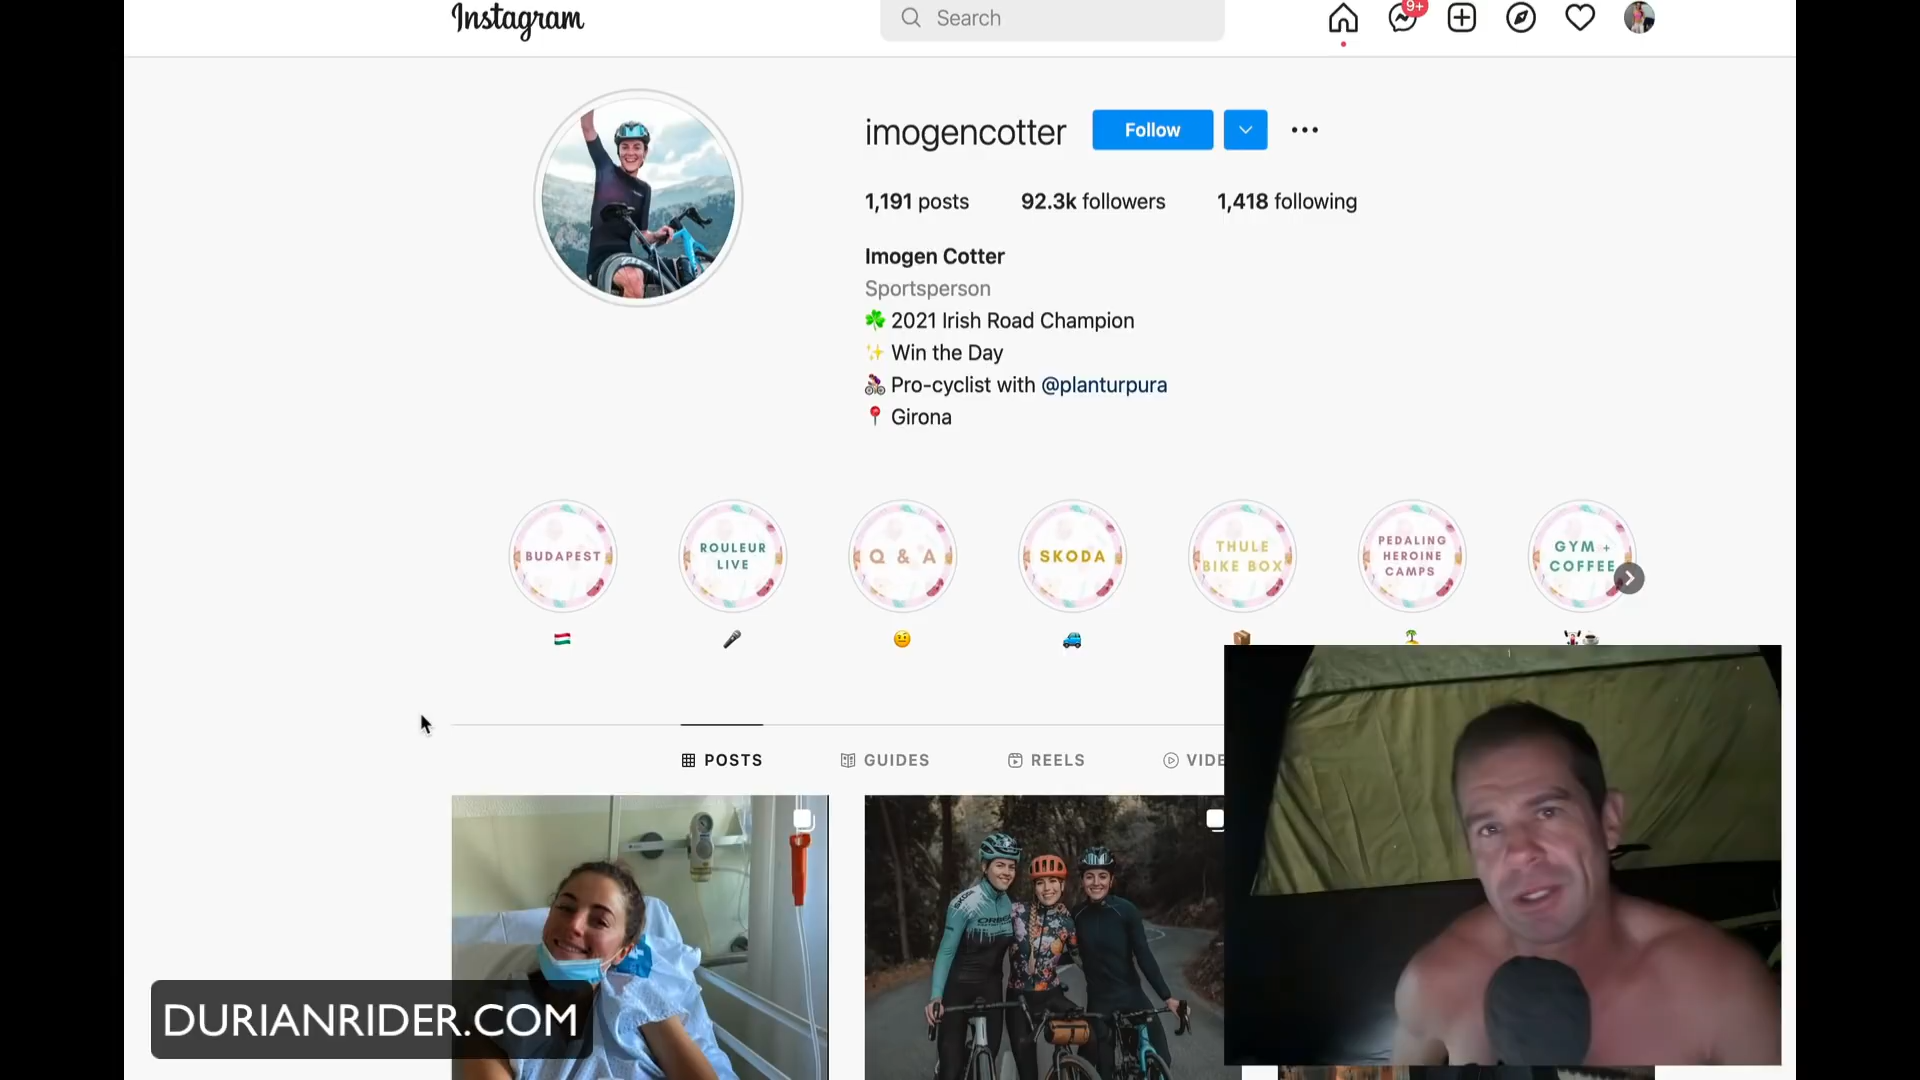 Instagram
Search
9+
imogencotter
Follow
1,191 posts
92.3k followers
1,418 following
Imogen Cotter
Sportsperson
2021 Irish Road Champion
Win the Day
Pro-cyclist with @planturpura
Girona
BUDAPEST
ROULEUR
LIVE
Q & A
SKODA
THULE
BIKE BOX
PEDALING
HEROINE
CAMPS
GYM +
COFFEE
POSTS
GUIDES
REELS
VIDE
ORBEA
DURIANRIDER.COM